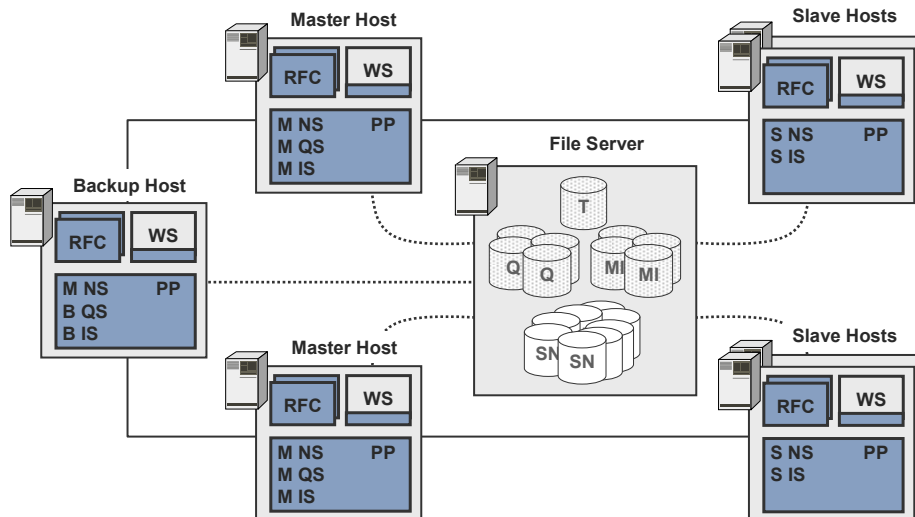 Master Host
RFC
WS
M NS PP
M QS
M IS
Slave Hosts
RFC
WS
S NS PP
S IS
File Server
T
Q
Q
MI
MI
SN
SN
Backup Host
RFC
WS
M NS PP
B QS
B IS
Master Host
RFC
WS
M NS PP
M QS
M IS
Slave Hosts
RFC
WS
S NS PP
S IS